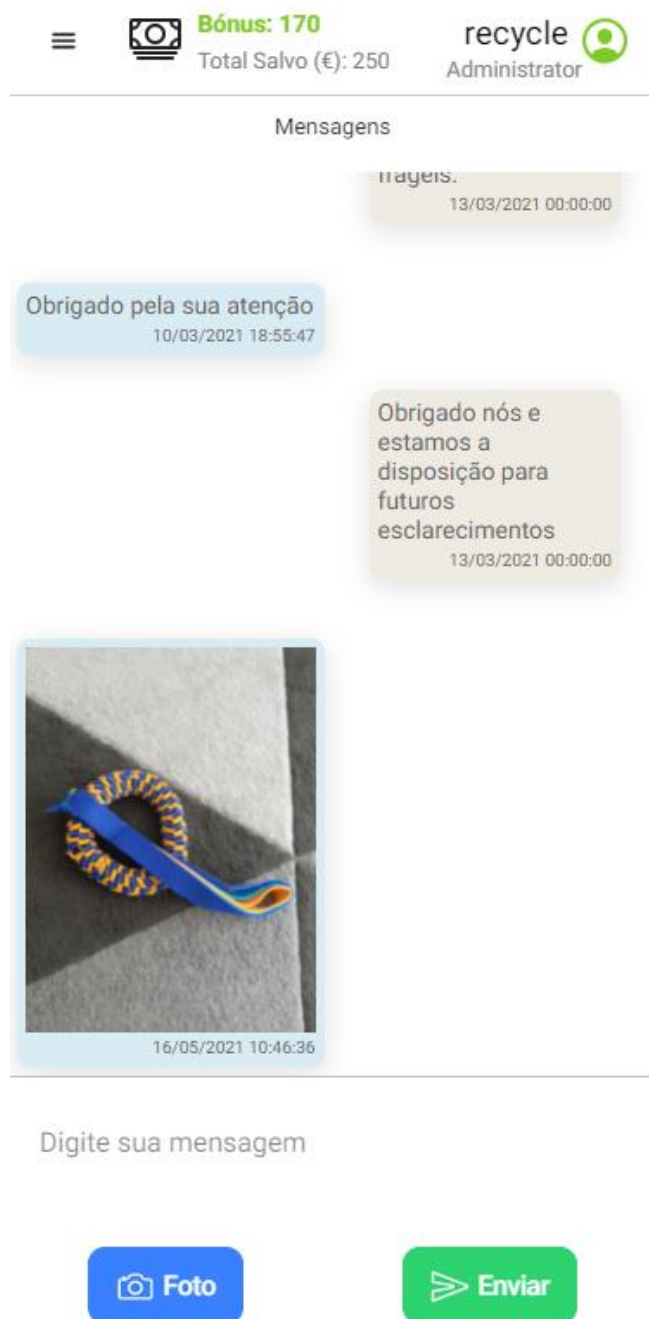 Bónus: 170
Total Salvo (€): 250
recycle
Administrator
Mensagens
frágeis.
13/03/2021 00:00:00
Obrigado pela sua atenção
10/03/2021 18:55:47
Obrigado nós e
estamos a
disposição para
futuros
esclarecimentos
13/03/2021 00:00:00
16/05/2021 10:46:36
Digite sua mensagem
Foto
Enviar